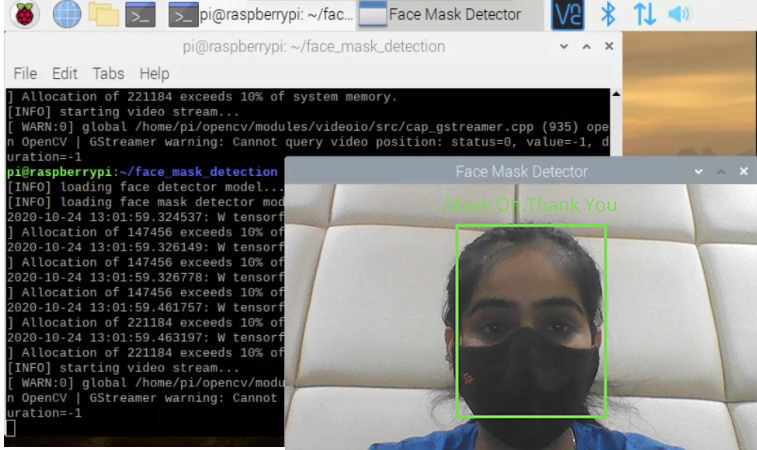 pi@raspberrypi: ~/fac...
Face Mask Detector
pi@raspberrypi: ~/face_mask_detection
File Edit Tabs Help
] Allocation of 221184 exceeds 10% of system memory.
[INFO] starting video stream...
[ WARN:0] global /home/pi/opencv/modules/videoio/src/cap_gstreamer.cpp (935) ope
n OpenCV | GStreamer warning: Cannot query video position: status=0, value=-1, d
uration=-1
pi@raspberrypi:~/face_mask_detection
[INFO] loading face detector model...
[INFO] loading face mask detector mod
2020-10-24 13:01:59.324537: W tensorf
] Allocation of 147456 exceeds 10% of
2020-10-24 13:01:59.326149: W tensorf
] Allocation of 147456 exceeds 10% of
2020-10-24 13:01:59.326778: W tensorf
] Allocation of 147456 exceeds 10% of
2020-10-24 13:01:59.461757: W tensorf
] Allocation of 221184 exceeds 10% of
2020-10-24 13:01:59.463197: W tensorf
] Allocation of 221184 exceeds 10% of
[INFO] starting video stream...
[ WARN:0] global /home/pi/opencv/modu
n OpenCV | GStreamer warning: Cannot
uration=-1
Face Mask Detector
Mask On.Thank You